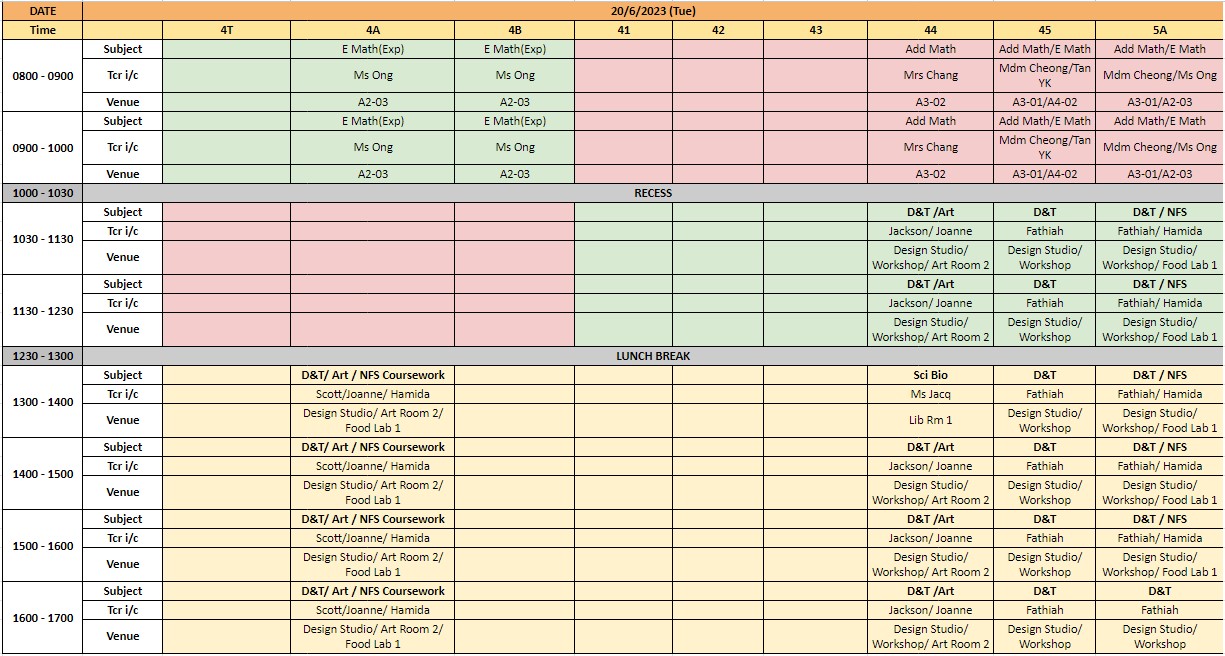 DATE 20/6/2023 (Tue)
Time 4T 4A 4B 41 42 43 44 45 5A
0800 - 0900
Subject E Math(Exp) E Math(Exp) Add Math Add Math/E Math Add Math/E Math
Tcr i/c Ms Ong Ms Ong Mrs Chang Mdm Cheong/Tan YK Mdm Cheong/Ms Ong
Venue A2-03 A2-03 A3-02 A3-01/A4-02 A3-01/A2-03
0900 - 1000
Subject E Math(Exp) E Math(Exp) Add Math Add Math/E Math Add Math/E Math
Tcr i/c Ms Ong Ms Ong Mrs Chang Mdm Cheong/Tan YK Mdm Cheong/Ms Ong
Venue A2-03 A2-03 A3-02 A3-01/A4-02 A3-01/A2-03
1000 - 1030 RECESS
1030 - 1130
Subject D&T /Art D&T D&T / NFS
Tcr i/c Jackson/ Joanne Fathiah Fathiah/ Hamida
Venue Design Studio/ Workshop/ Art Room 2 Design Studio/ Workshop Design Studio/ Workshop/ Food Lab 1
1130 - 1230
Subject D&T /Art D&T D&T / NFS
Tcr i/c Jackson/ Joanne Fathiah Fathiah/ Hamida
Venue Design Studio/ Workshop/ Art Room 2 Design Studio/ Workshop Design Studio/ Workshop/ Food Lab 1
1230 - 1300 LUNCH BREAK
1300 - 1400
Subject D&T/ Art / NFS Coursework Sci Bio D&T D&T / NFS
Tcr i/c Scott/Joanne/ Hamida Ms Jacq Fathiah Fathiah/ Hamida
Venue Design Studio/ Art Room 2/ Food Lab 1 Lib Rm 1 Design Studio/ Workshop Design Studio/ Workshop/ Food Lab 1
1400 - 1500
Subject D&T/ Art / NFS Coursework D&T /Art D&T D&T / NFS
Tcr i/c Scott/Joanne/ Hamida Jackson/ Joanne Fathiah Fathiah/ Hamida
Venue Design Studio/ Art Room 2/ Food Lab 1 Design Studio/ Workshop/ Art Room 2 Design Studio/ Workshop Design Studio/ Workshop/ Food Lab 1
1500 - 1600
Subject D&T/ Art / NFS Coursework D&T /Art D&T D&T / NFS
Tcr i/c Scott/Joanne/ Hamida Jackson/ Joanne Fathiah Fathiah/ Hamida
Venue Design Studio/ Art Room 2/ Food Lab 1 Design Studio/ Workshop/ Art Room 2 Design Studio/ Workshop Design Studio/ Workshop/ Food Lab 1
1600 - 1700
Subject D&T/ Art / NFS Coursework D&T /Art D&T D&T
Tcr i/c Scott/Joanne/ Hamida Jackson/ Joanne Fathiah Fathiah
Venue Design Studio/ Art Room 2/ Food Lab 1 Design Studio/ Workshop/ Art Room 2 Design Studio/ Workshop Design Studio/ Workshop